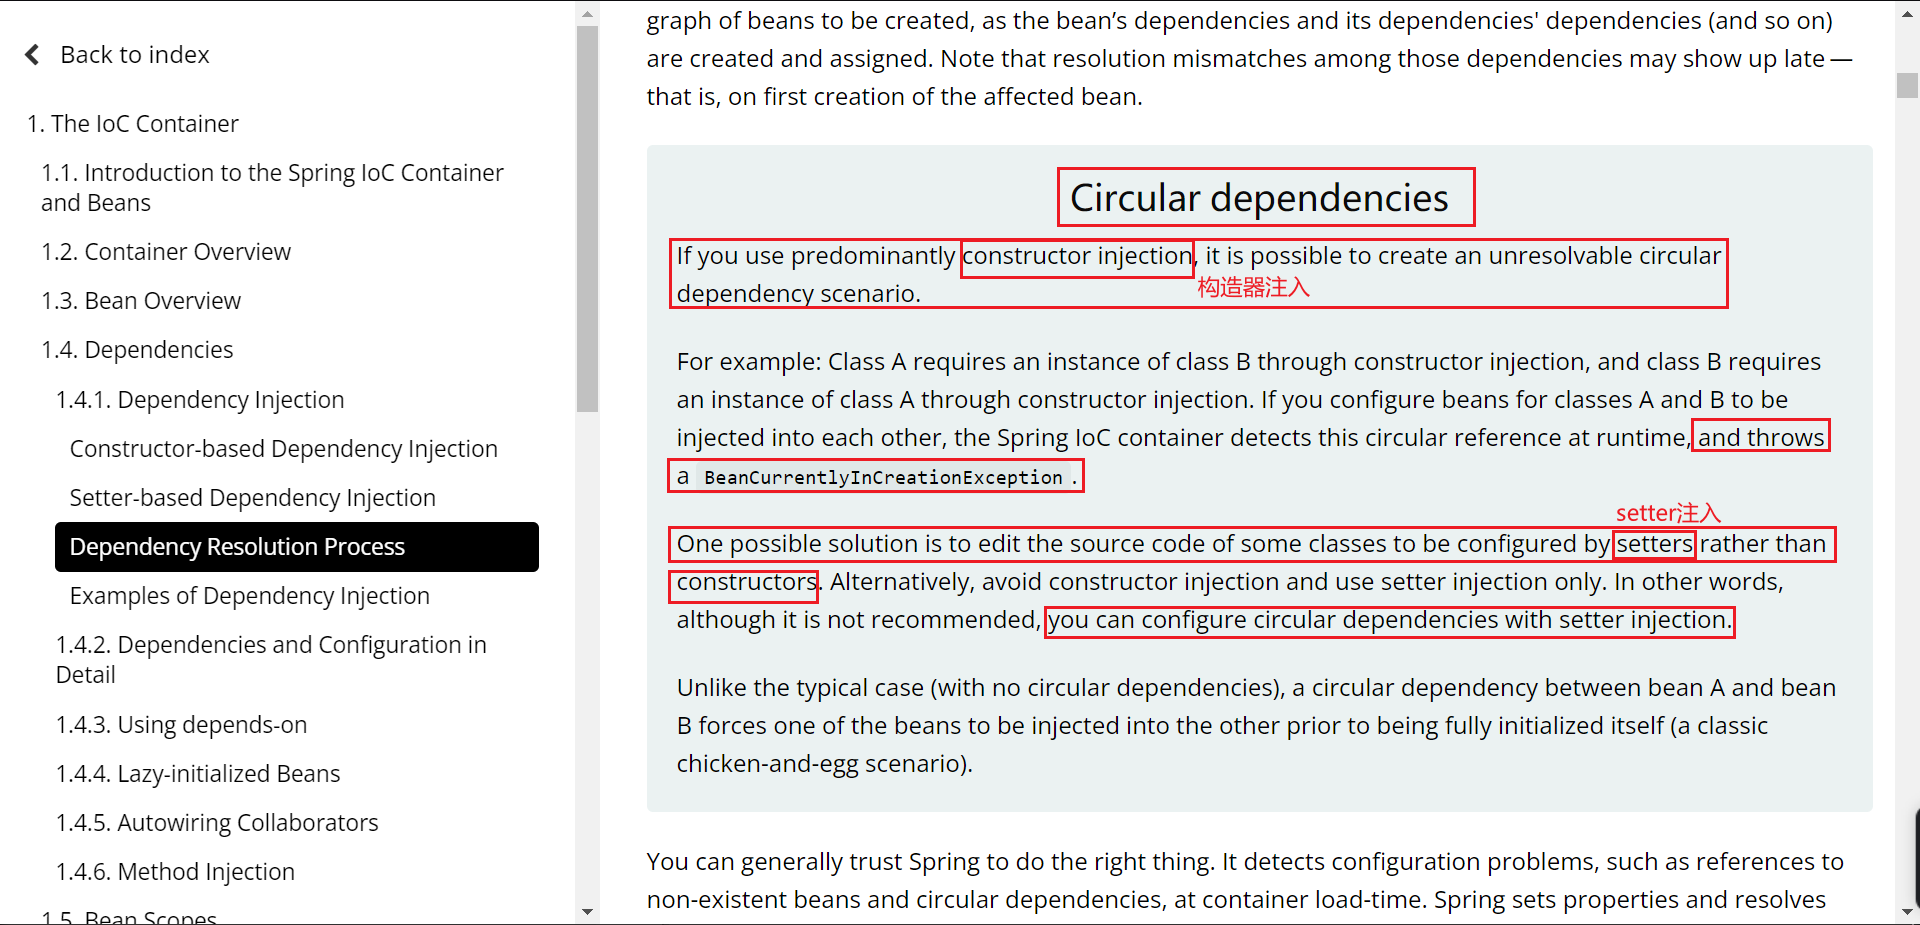 Back to index
1. The IoC Container
1.1. Introduction to the Spring IoC Container
and Beans
1.2. Container Overview
1.3. Bean Overview
1.4. Dependencies
1.4.1. Dependency Injection
Constructor-based Dependency Injection
Setter-based Dependency Injection
Dependency Resolution Process
Examples of Dependency Injection
1.4.2. Dependencies and Configuration in
Detail
1.4.3. Using depends-on
1.4.4. Lazy-initialized Beans
1.4.5. Autowiring Collaborators
1.4.6. Method Injection
1.5. Bean Scopes
graph of beans to be created, as the bean’s dependencies and its dependencies' dependencies (and so on)
are created and assigned. Note that resolution mismatches among those dependencies may show up late —
that is, on first creation of the affected bean.
Circular dependencies
If you use predominantly constructor injection, it is possible to create an unresolvable circular
dependency scenario.
构造器注入
For example: Class A requires an instance of class B through constructor injection, and class B requires
an instance of class A through constructor injection. If you configure beans for classes A and B to be
injected into each other, the Spring IoC container detects this circular reference at runtime, and throws
a BeanCurrentlyInCreationException.
setter注入
One possible solution is to edit the source code of some classes to be configured by setters rather than
constructors. Alternatively, avoid constructor injection and use setter injection only. In other words,
although it is not recommended, you can configure circular dependencies with setter injection.
Unlike the typical case (with no circular dependencies), a circular dependency between bean A and bean
B forces one of the beans to be injected into the other prior to being fully initialized itself (a classic
chicken-and-egg scenario).
You can generally trust Spring to do the right thing. It detects configuration problems, such as references to
non-existent beans and circular dependencies, at container load-time. Spring sets properties and resolves